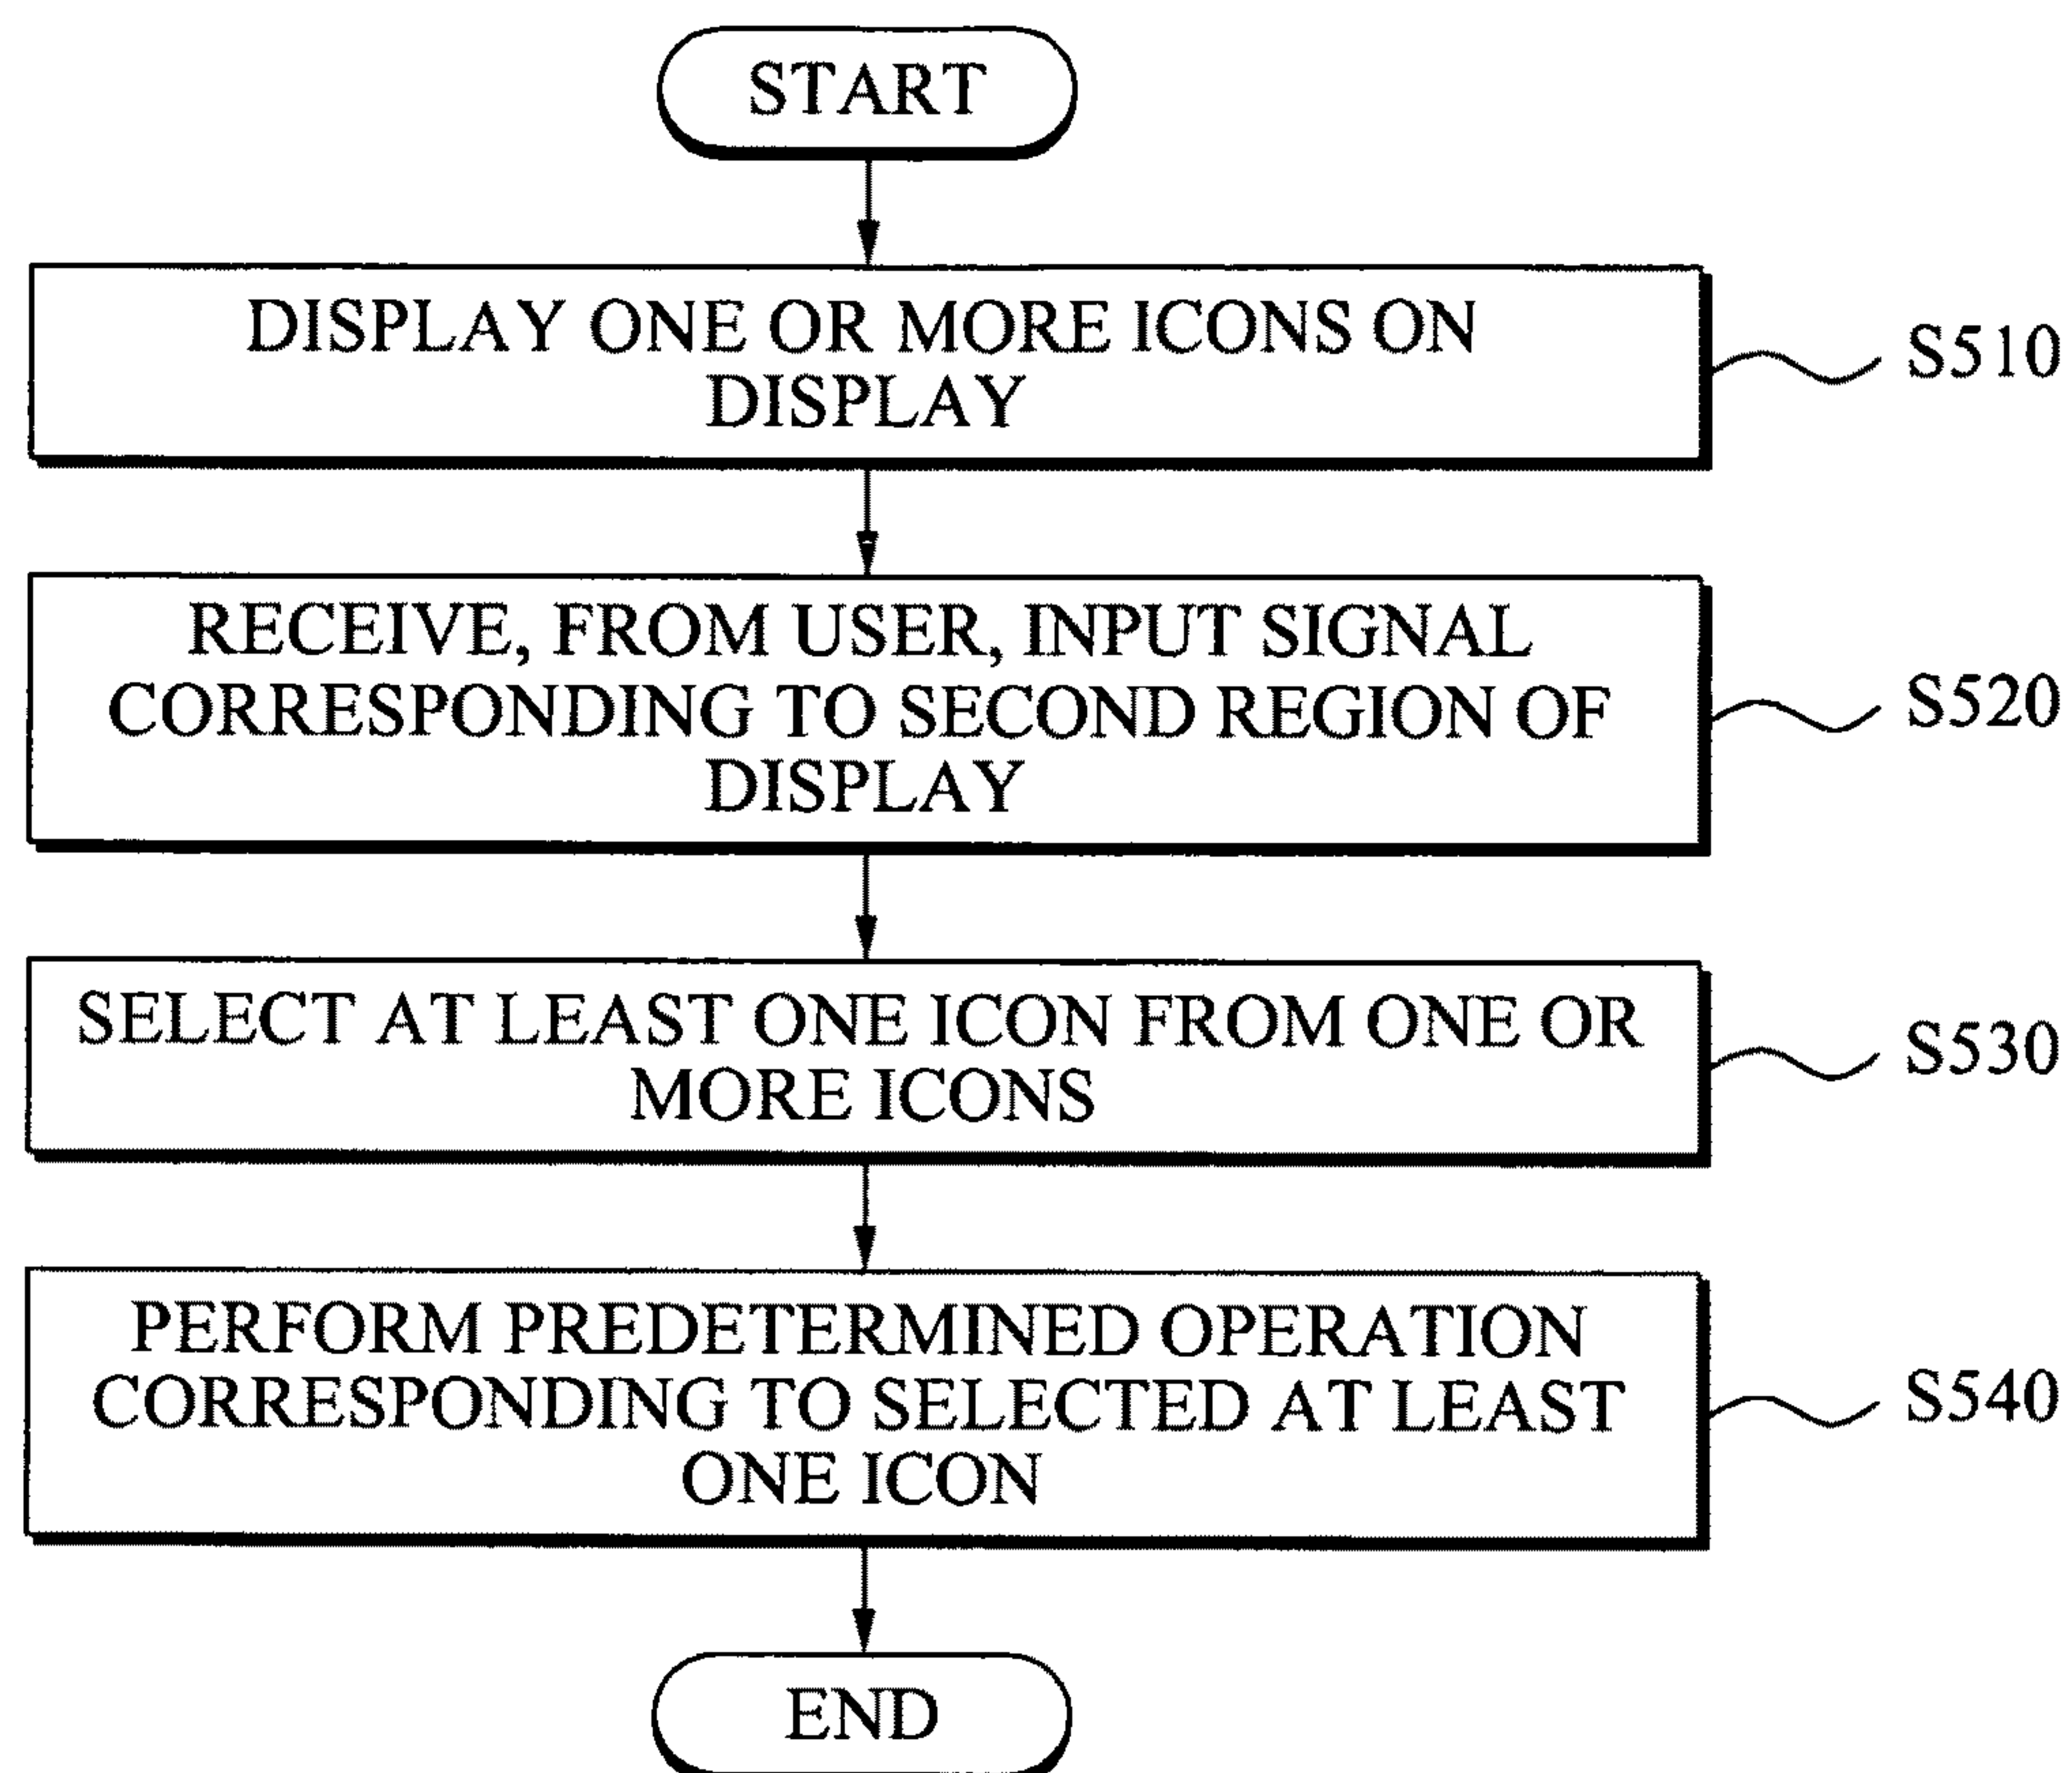 START
DISPLAY ONE OR MORE ICONS ON
DISPLAY
S510
RECEIVE, FROM USER, INPUT SIGNAL
CORRESPONDING TO SECOND REGION OF
DISPLAY
S520
SELECT AT LEAST ONE ICON FROM ONE OR
MORE ICONS
S530
PERFORM PREDETERMINED OPERATION
CORRESPONDING TO SELECTED AT LEAST
ONE ICON
S540
END